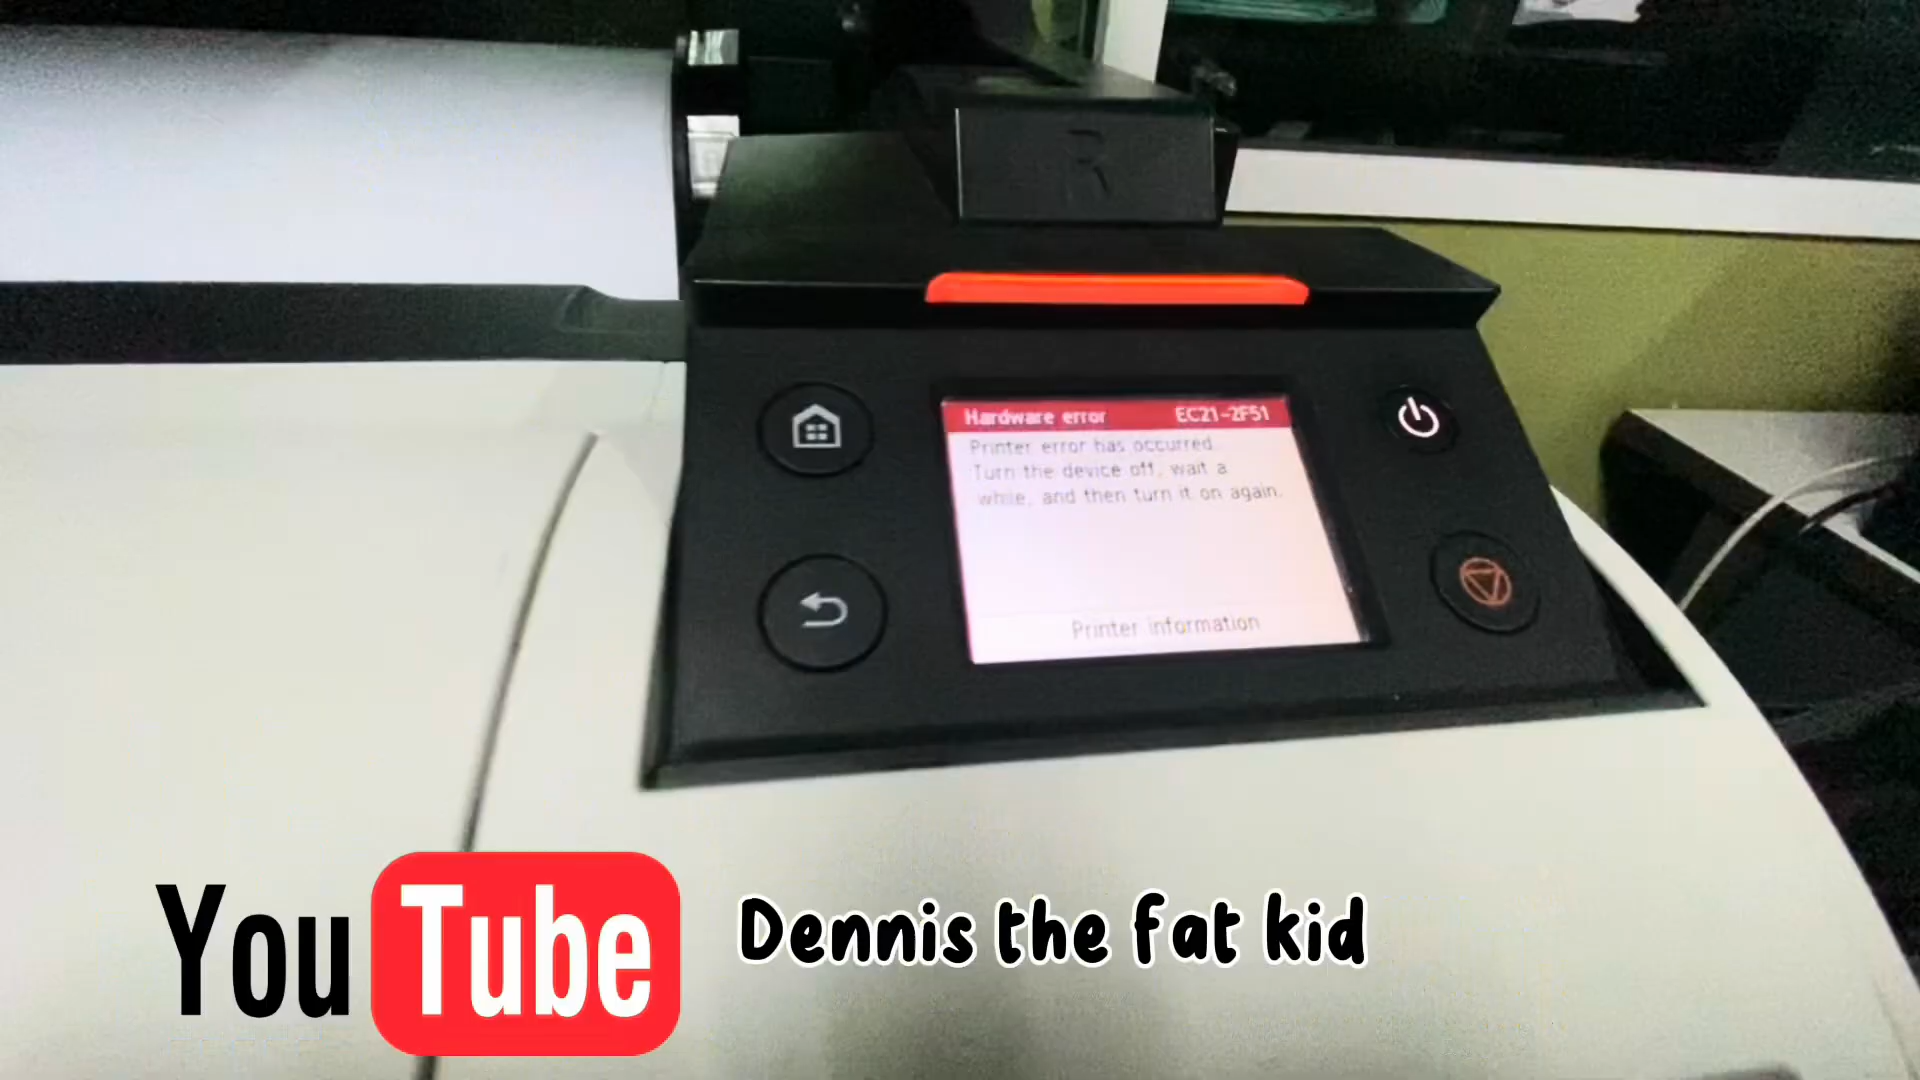 R
Hardware error EC21-2F51
Printer error has occurred.
Turn the device off, wait a
while, and then turn it on again.
Printer information
YouTube
Dennis the fat kid